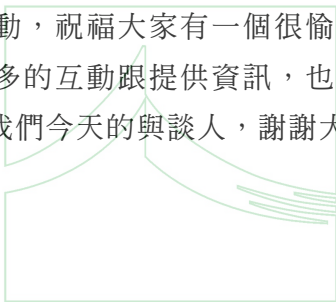 動，祝福大家有一個很愉
多的互動跟提供資訊，也
我們今天的與談人，謝謝大